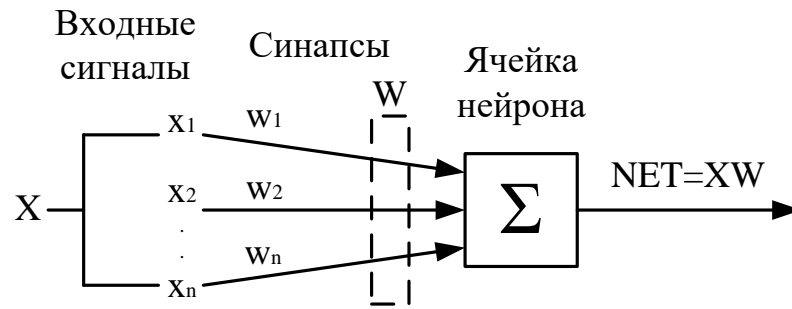 Входные
сигналы
Синапсы
Ячейка
нейрона
W
X
x1
w1
x2
w2
.
.
xn
wn
Σ
NET=XW